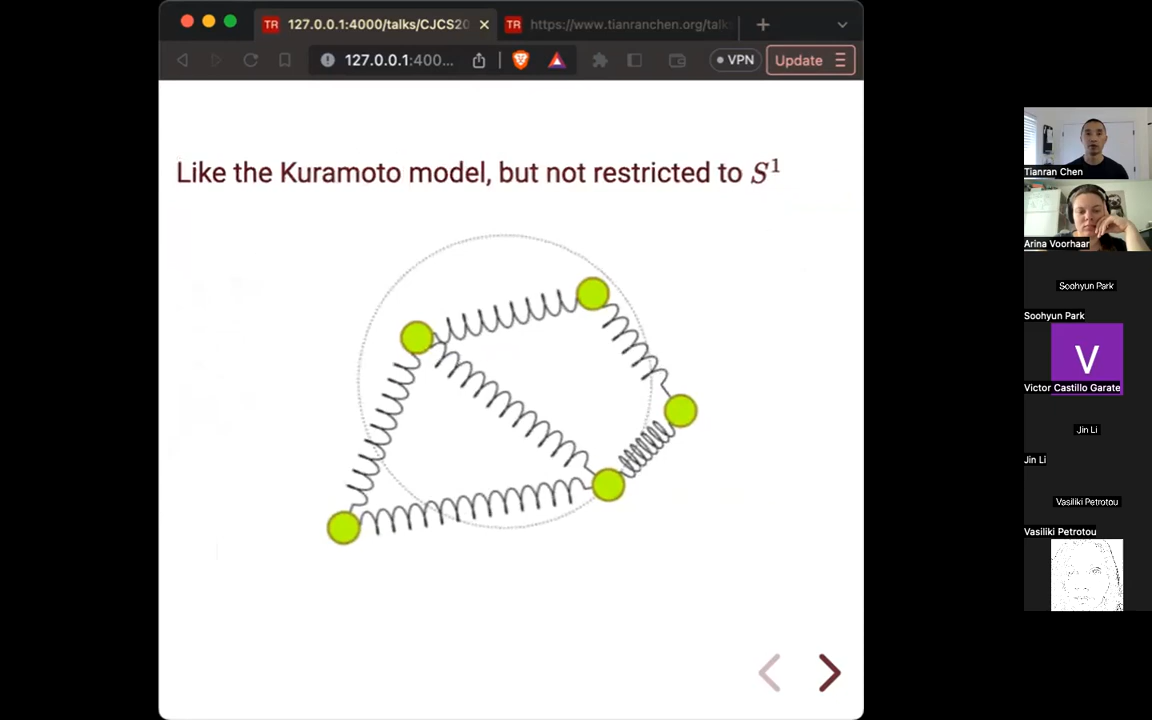 TR 127.0.0.1:4000/talks/CJCS20
TR https://www.tianranchen.org/talk
127.0.0.1:400...
VPN
Update
Like the Kuramoto model, but not restricted to S¹
Tianran Chen
Arina Voorhaar
Soohyun Park
Soohyun Park
V
Victor Castillo Garate
Jin Li
Jin Li
Vasiliki Petrotou
Vasiliki Petrotou